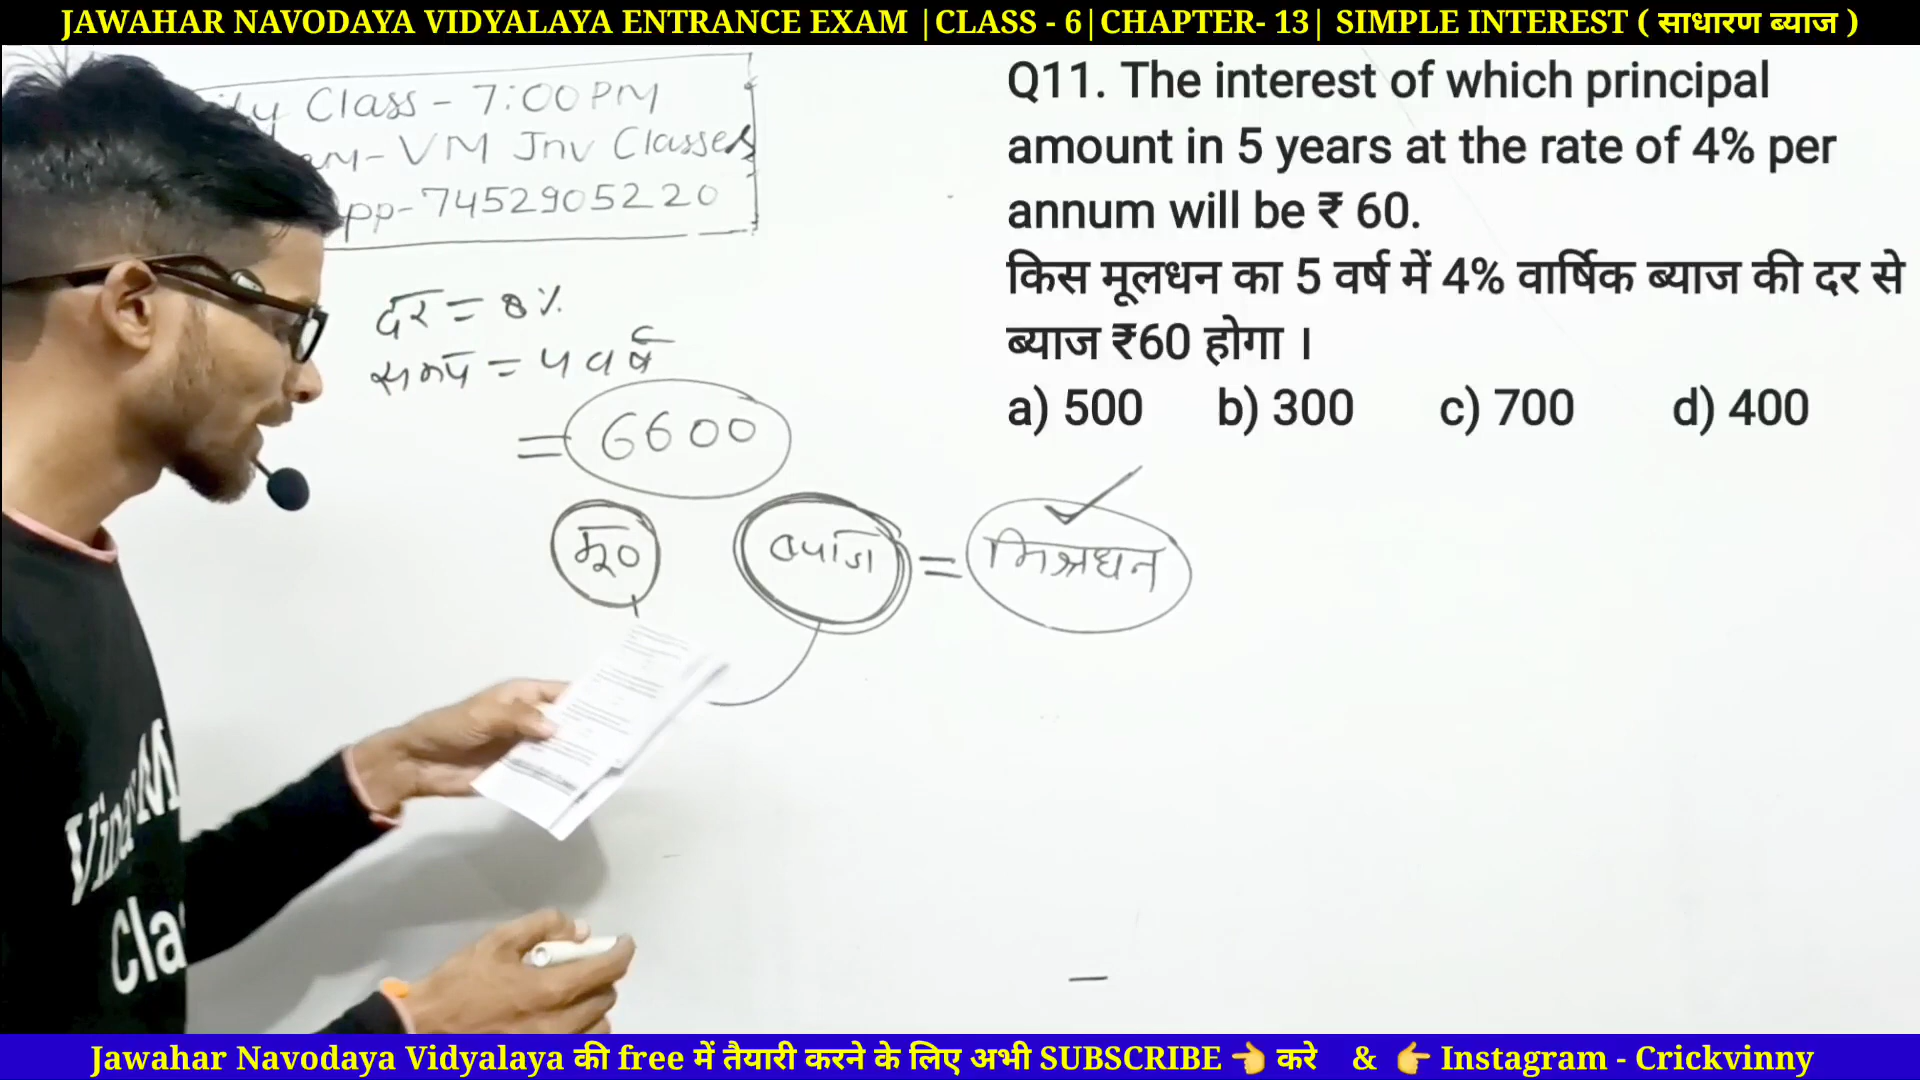 JAWAHAR NAVODAYA VIDYALAYA ENTRANCE EXAM |CLASS - 6|CHAPTER- 13| SIMPLE INTEREST ( साधारण ब्याज )
Class - 7:00 PM
- VM Jnv Classes
pp-7452905220
दर = 8%
समय = 5 वर्ष
= 6600
मू० ब्याज = मिश्रधन
Q11. The interest of which principal
amount in 5 years at the rate of 4% per
annum will be ₹ 60.
किस मूलधन का 5 वर्ष में 4% वार्षिक ब्याज की दर से
ब्याज ₹60 होगा ।
a) 500 b) 300 c) 700 d) 400
Jawahar Navodaya Vidyalaya की free में तैयारी करने के लिए अभी SUBSCRIBE 👈 करे & 👉 Instagram - Crickvinny